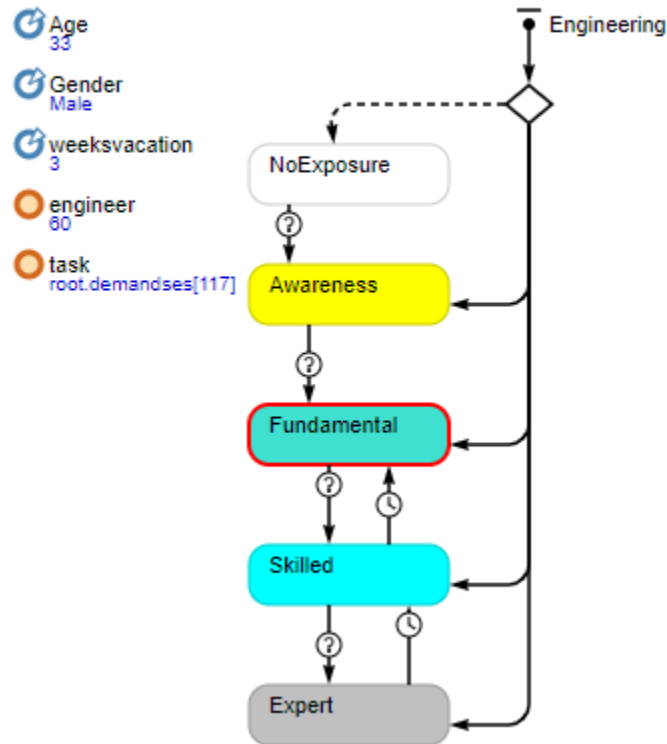 Age
33
Gender
Male
weeksvacation
3
engineer
60
task
root.demandses[117]
Engineering
NoExposure
?
Awareness
?
Fundamental
?
Skilled
?
Expert